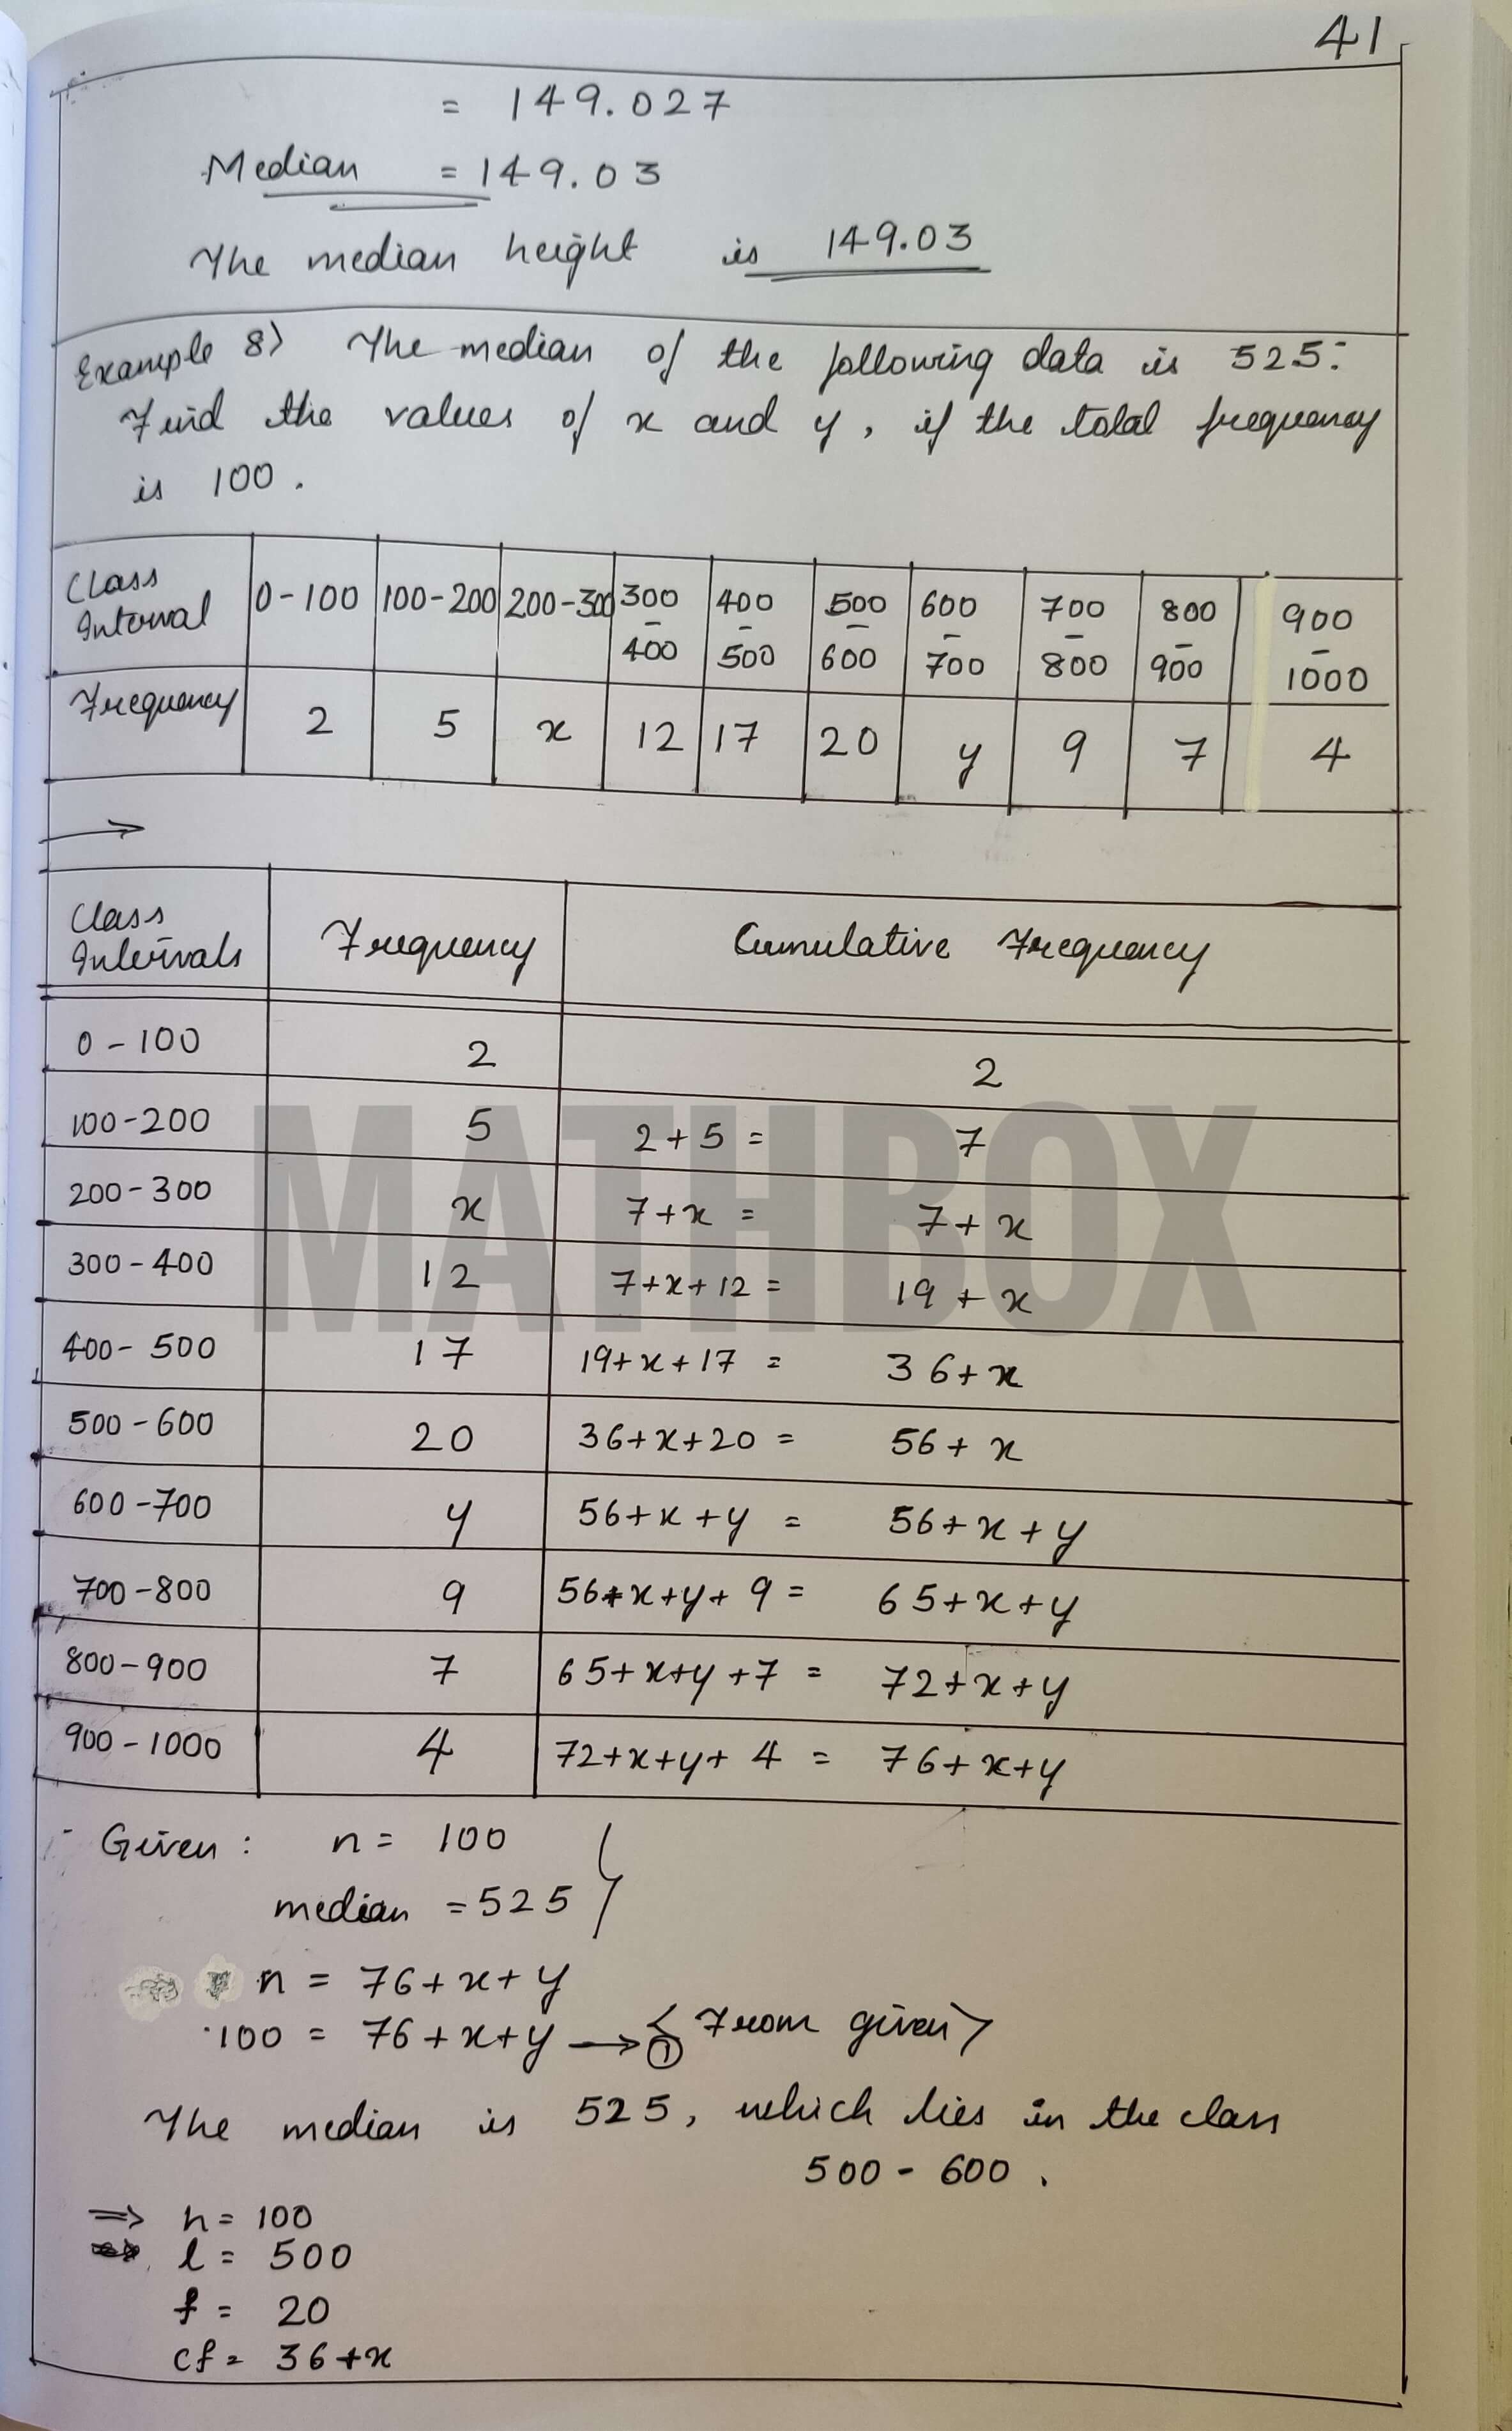 41
= 149.027
Median = 149.03
The median height is 149.03
Example 8> The median of the following data is 525:
Find the values of x and y, if the total frequency
is 100.
Class Interval 0-100 100-200 200-300 300-400 400-500 500-600 600-700 700-800 800-900 900-1000
Frequency 2 5 x 12 17 20 y 9 7 4
Class Intervals Frequency Cumulative Frequency
0-100 2 2
100-200 5 2+5= 7
200-300 x 7+x= 7+x
300-400 12 7+x+12= 19+x
400-500 17 19+x+17= 36+x
500-600 20 36+x+20= 56+x
600-700 y 56+x+y= 56+x+y
700-800 9 56+x+y+9= 65+x+y
800-900 7 65+x+y+7= 72+x+y
900-1000 4 72+x+y+4= 76+x+y
MATHBOX
Given: n= 100
median = 525
n = 76+x+y
100 = 76+x+y → ① <From given>
The median is 525, which lies in the class
500-600.
⇒ h= 100
l= 500
f= 20
cf= 36+x